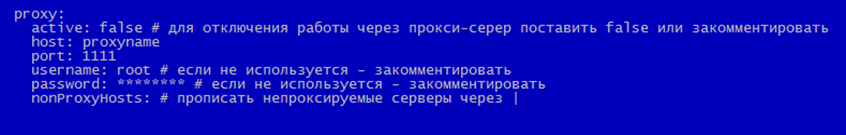 proxy:
active: false # для отключения работы через прокси-серер поставить false или закомментировать
host: proxyname
port: 1111
username: root # если не используется - закомментировать
password: ******** # если не используется - закомментировать
nonProxyHosts: # прописать непроксируемые серверы через |